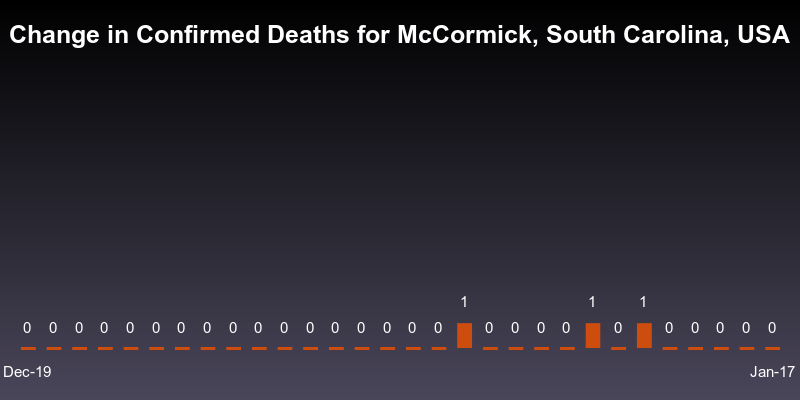 Change in Confirmed Deaths for McCormick, South Carolina, USA
1 1 1
0 0 0 0 0 0 0 0 0 0 0 0 0 0 0 0 0 0 0 0 0 0 0 0 0 0 0
Dec-19 Jan-17